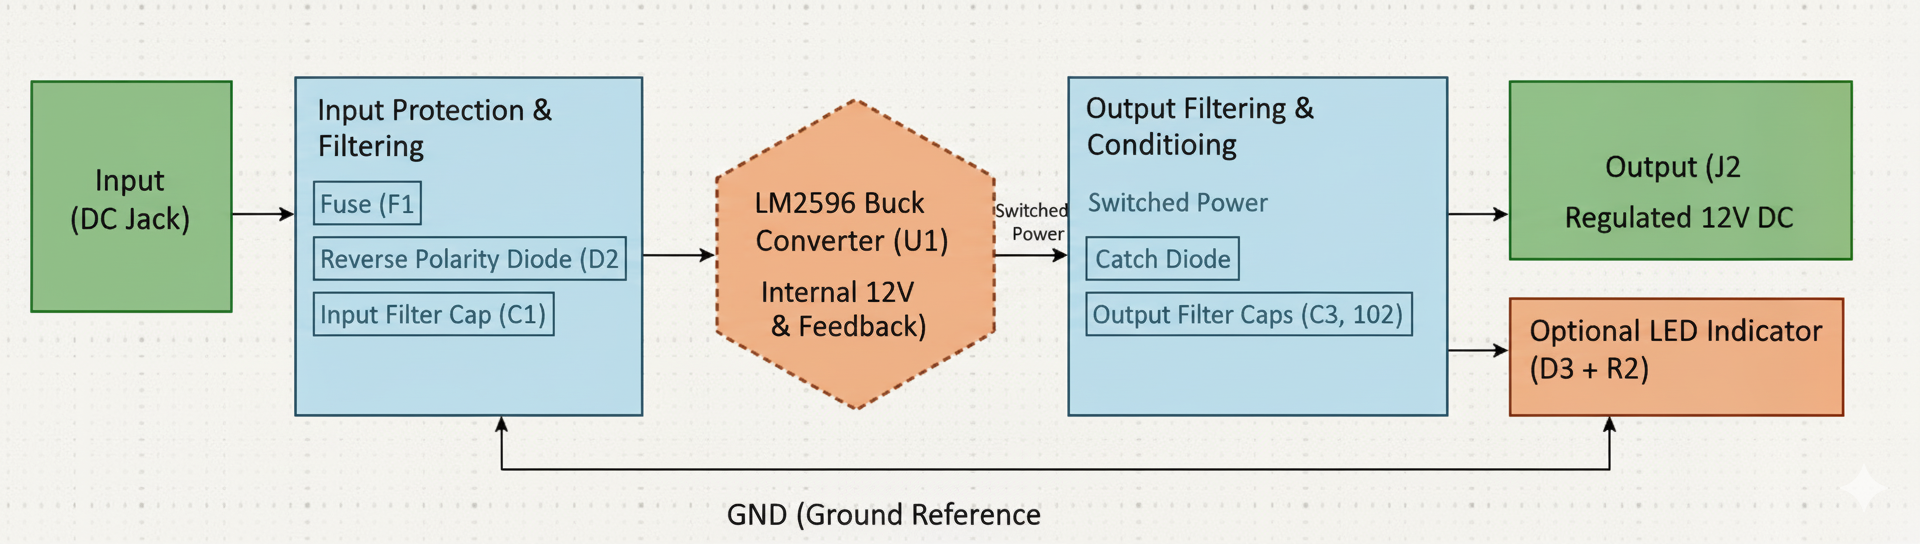 Input
(DC Jack)
Input Protection &
Filtering
Fuse (F1
Reverse Polarity Diode (D2
Input Filter Cap (C1)
LM2596 Buck
Converter (U1)
Internal 12V
& Feedback)
Switched
Power
Output Filtering &
Conditioing
Switched Power
Catch Diode
Output Filter Caps (C3, 102)
Output (J2
Regulated 12V DC
Optional LED Indicator
(D3 + R2)
GND (Ground Reference